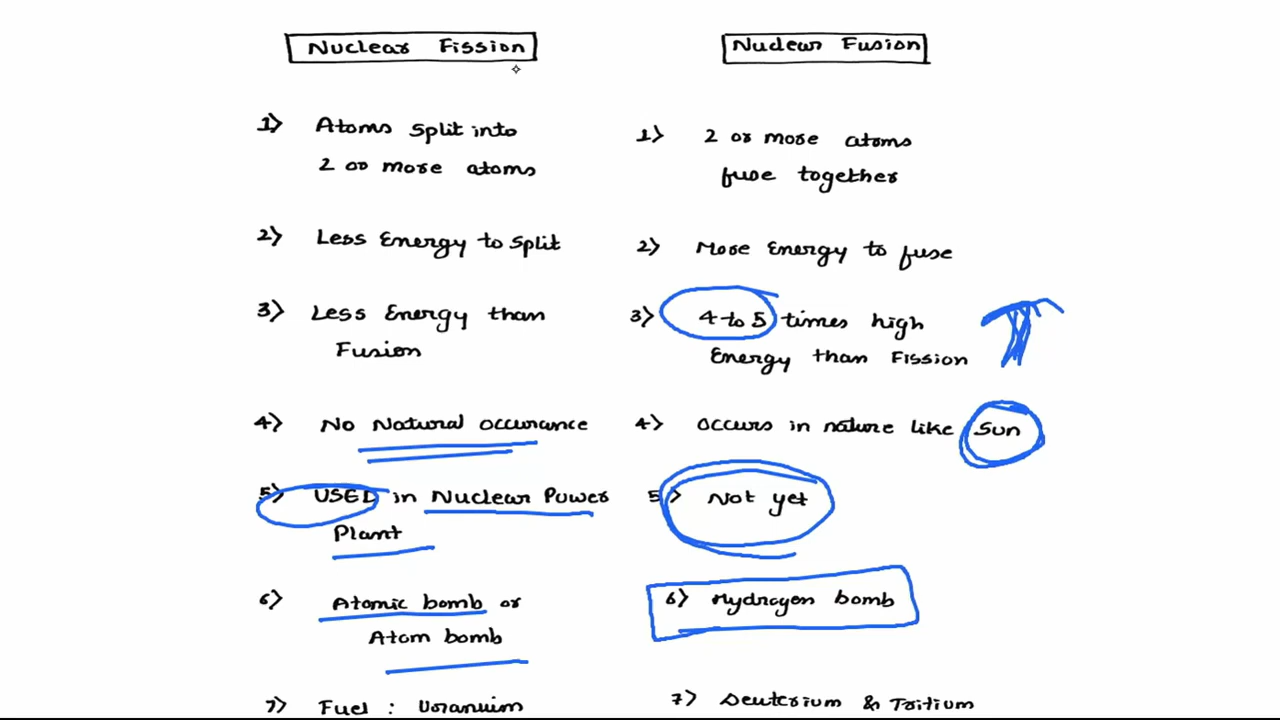 Nuclear Fission
1) Atoms split into
2 or more atoms
2) Less Energy to split
3) Less Energy than
Fusion
4) No Natural occurance
5) USED in Nuclear Power
Plant
6) Atomic bomb or
Atom bomb
7) Fuel : Uranium
Nuclear Fusion
1) 2 or more atoms
fuse together
2) More Energy to fuse
3) 4 to 5 times high
Energy than Fission
4) Occurs in nature like Sun
5) Not yet
6) Hydrogen bomb
7) Deuterium & Tritium